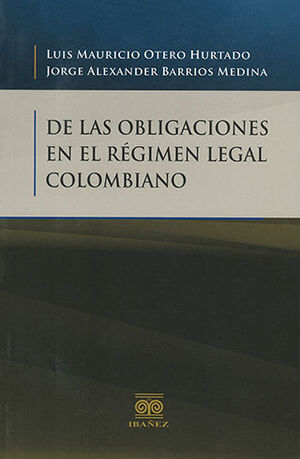 LUIS MAURICIO OTERO HURTADO
JORGE ALEXANDER BARRIOS MEDINA
DE LAS OBLIGACIONES
EN EL RÉGIMEN LEGAL
COLOMBIANO
IBAÑEZ